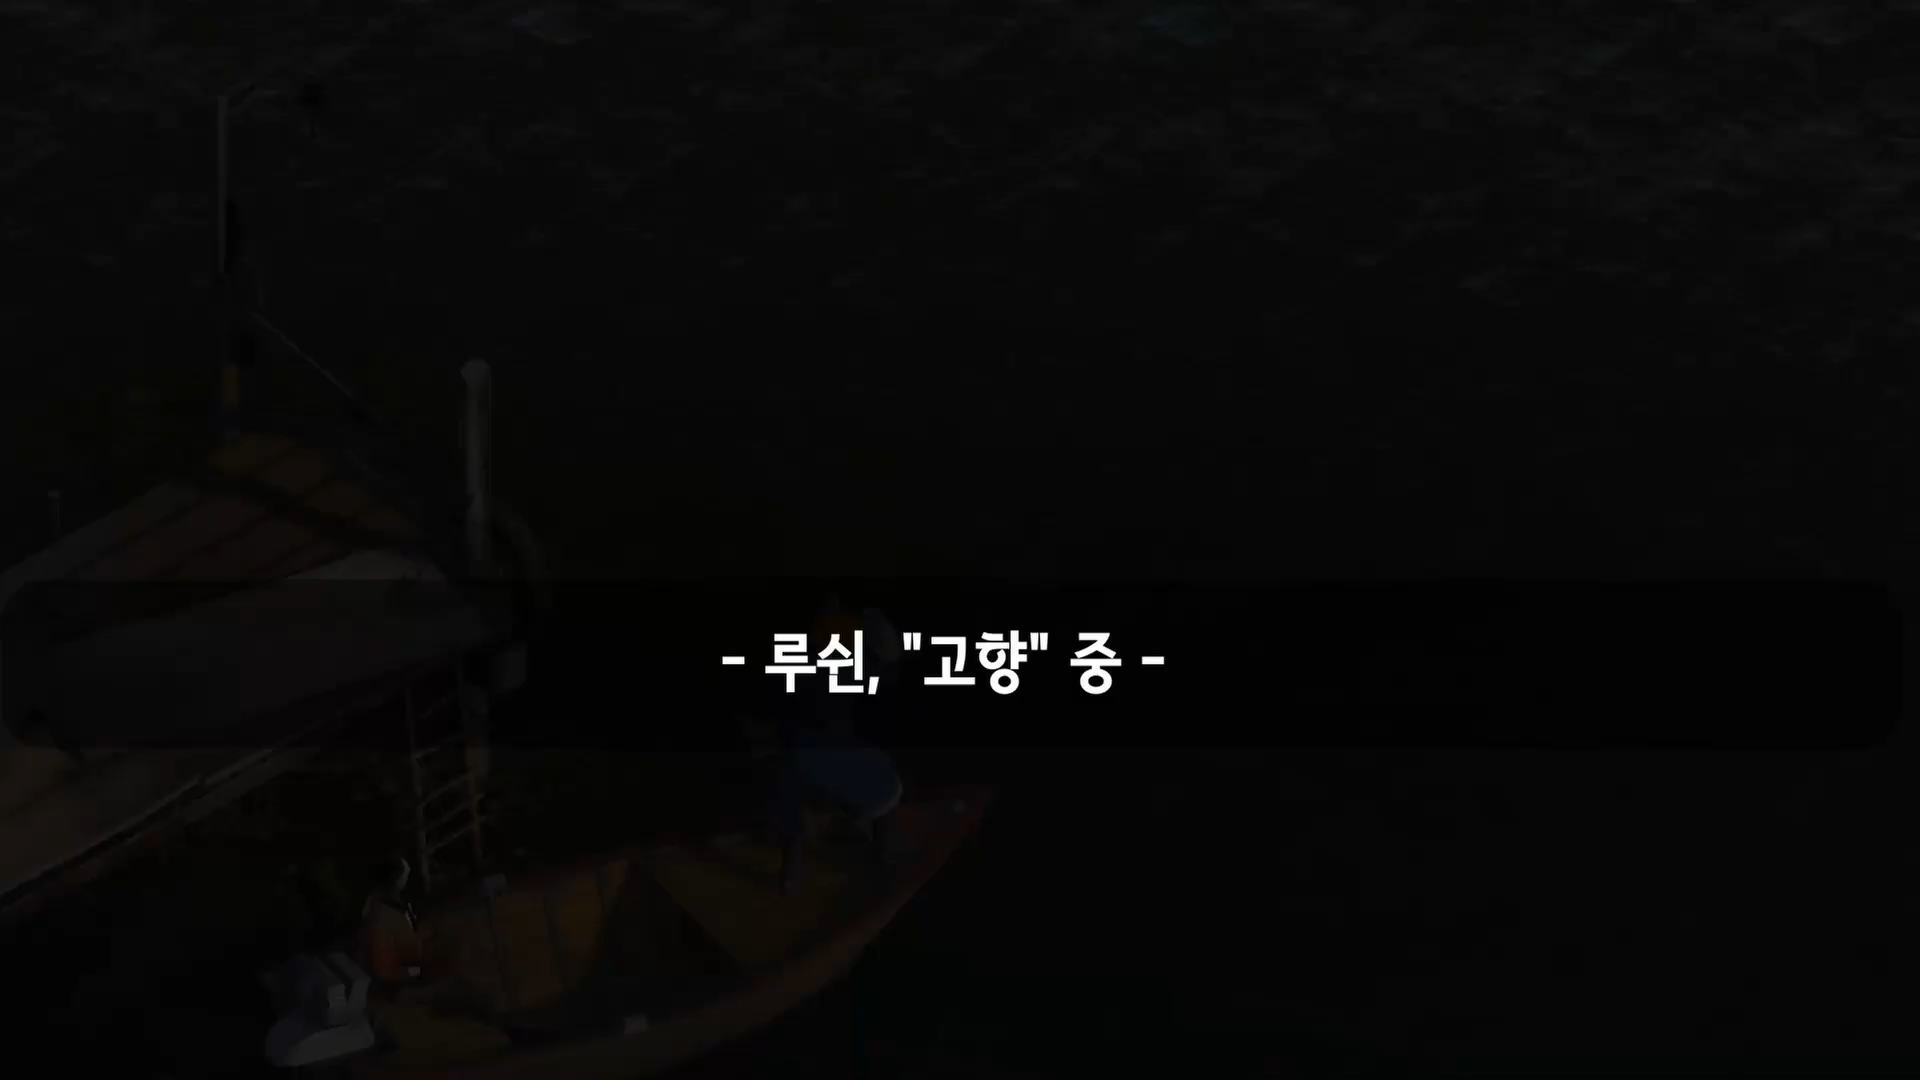 - 루쉰, "고향" 중 -